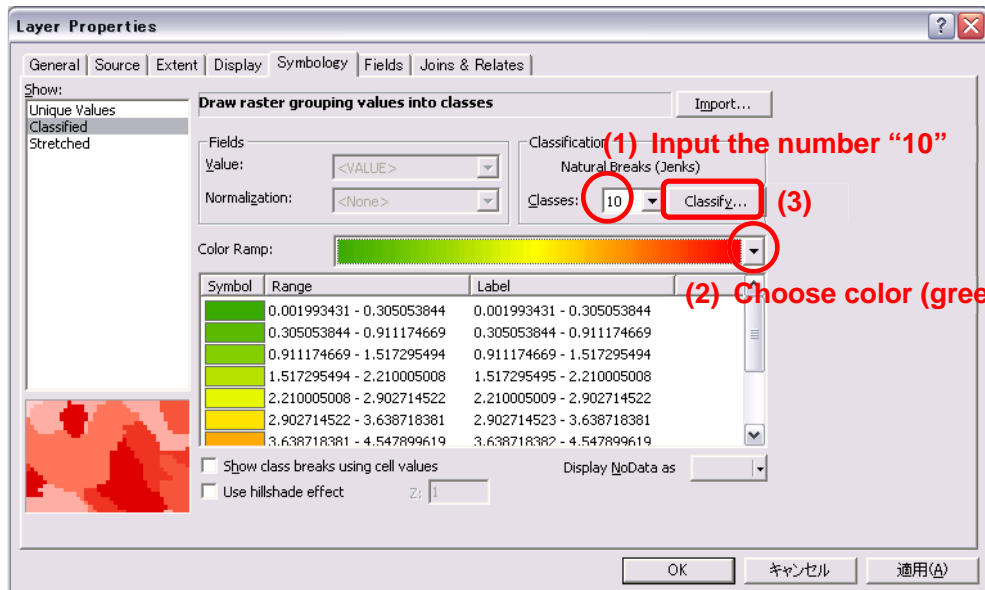 Layer Properties
General Source Extent Display Symbology Fields Joins & Relates
Show:
Unique Values
Classified
Stretched
Draw raster grouping values into classes
Import...
Fields
Value: <VALUE>
Normalization: <None>
Classification
(1) Input the number “10”
Natural Breaks (Jenks)
Classes: 10 Classify... (3)
Color Ramp:
(2) Choose color (gree
Symbol Range Label
0.001993431 - 0.305053844 0.001993431 - 0.305053844
0.305053844 - 0.911174669 0.305053844 - 0.911174669
0.911174669 - 1.517295494 0.911174669 - 1.517295494
1.517295494 - 2.210005008 1.517295495 - 2.210005008
2.210005008 - 2.902714522 2.210005009 - 2.902714522
2.902714522 - 3.638718381 2.902714523 - 3.638718381
3.638718381 - 4.547899619 3.638718382 - 4.547899619
Show class breaks using cell values Display NoData as
Use hillshade effect Z: 1
OK キャンセル 適用(A)